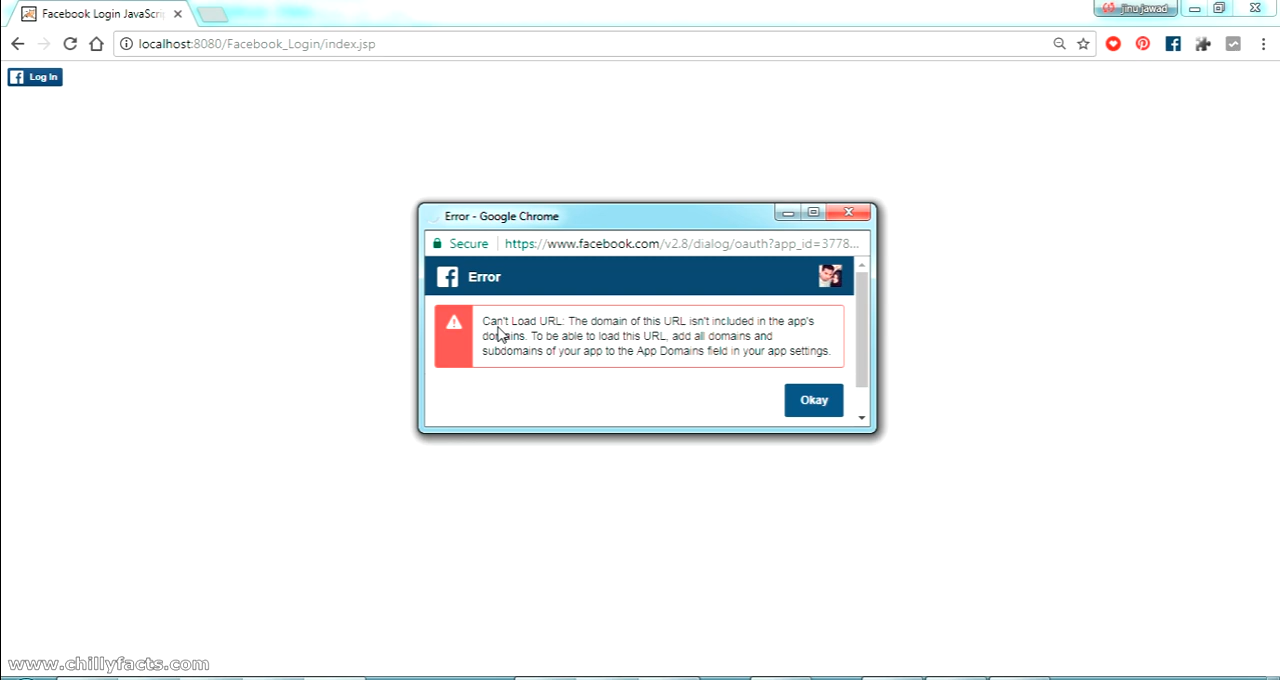 Facebook Login JavaScri
jinu jawad
localhost:8080/Facebook_Login/index.jsp
Log In
Error - Google Chrome
Secure
https://www.facebook.com/v2.8/dialog/oauth?app_id=3778...
Error
Can't Load URL: The domain of this URL isn't included in the app's
domains. To be able to load this URL, add all domains and
subdomains of your app to the App Domains field in your app settings.
Okay
www.chillyfacts.com